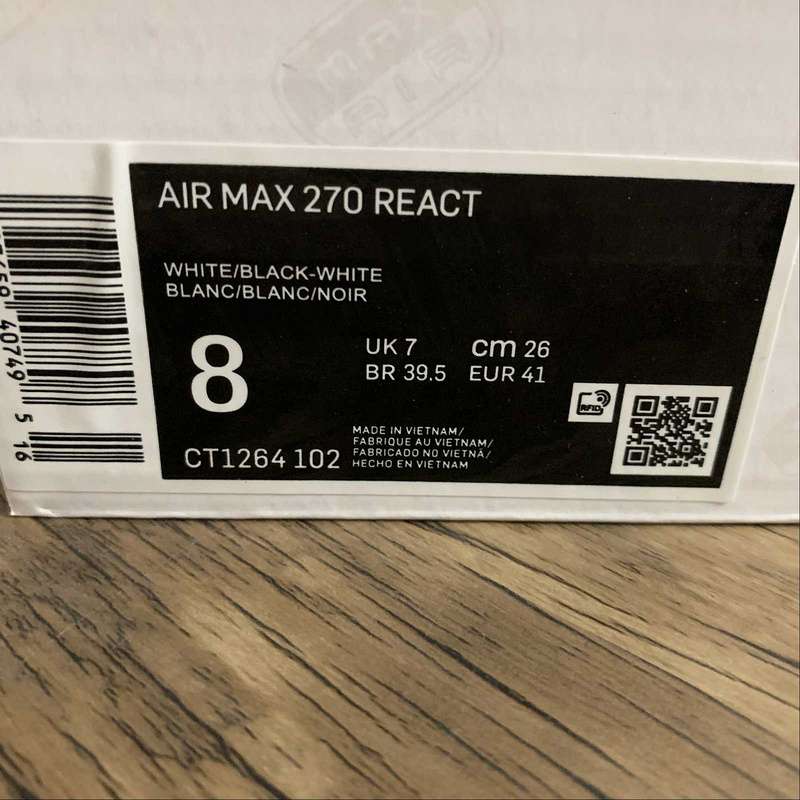 MAX
AIR
AIR MAX 270 REACT
WHITE/BLACK-WHITE
BLANC/BLANC/NOIR
8
UK 7 cm 26
BR 39.5 EUR 41
RFID
CT1264 102
MADE IN VIETNAM/
FABRIQUE AU VIETNAM/
FABRICADO NO VIETNÃ/
HECHO EN VIETNAM
40749 5 16